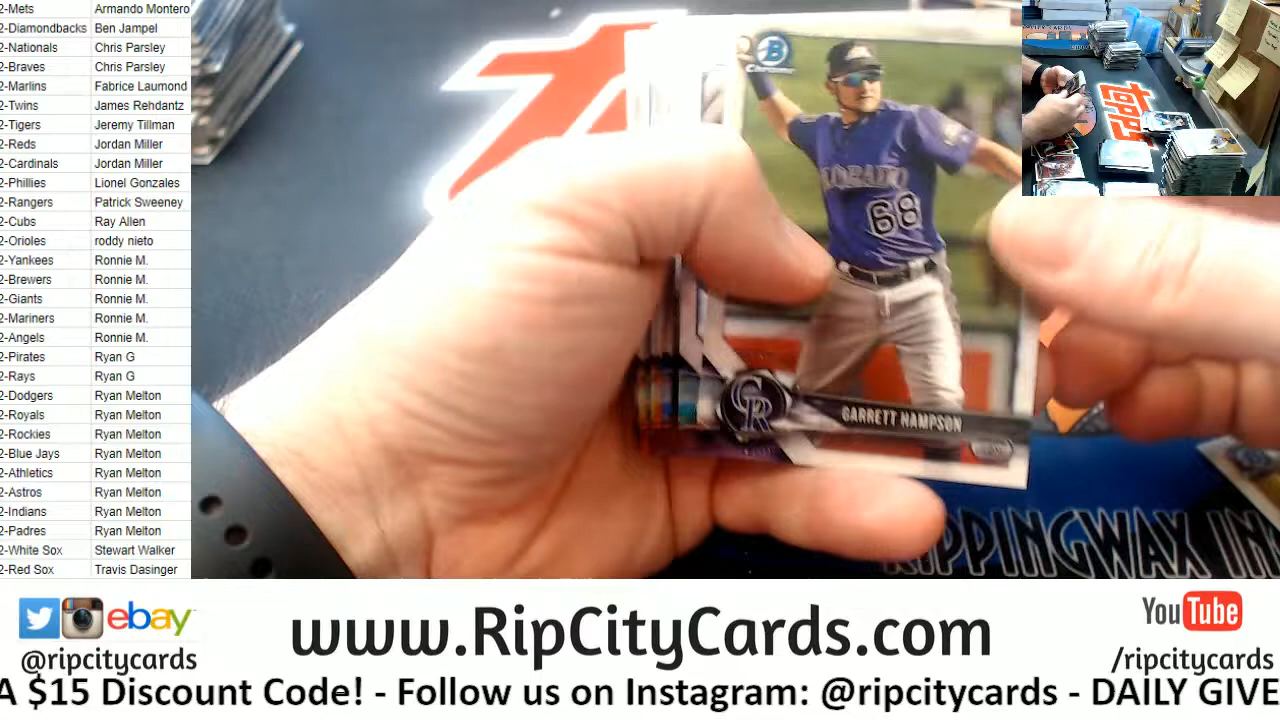 2-Mets Armando Montero
2-Diamondbacks Ben Jampel
2-Nationals Chris Parsley
2-Braves Chris Parsley
2-Marlins Fabrice Laumond
2-Twins James Rehdantz
2-Tigers Jeremy Tillman
2-Reds Jordan Miller
2-Cardinals Jordan Miller
2-Phillies Lionel Gonzales
2-Rangers Patrick Sweeney
2-Cubs Ray Allen
2-Orioles roddy nieto
2-Yankees Ronnie M.
2-Brewers Ronnie M.
2-Giants Ronnie M.
2-Mariners Ronnie M.
2-Angels Ronnie M.
2-Pirates Ryan G
2-Rays Ryan G
2-Dodgers Ryan Melton
2-Royals Ryan Melton
2-Rockies Ryan Melton
2-Blue Jays Ryan Melton
2-Athletics Ryan Melton
2-Astros Ryan Melton
2-Indians Ryan Melton
2-Padres Ryan Melton
2-White Sox Stewart Walker
2-Red Sox Travis Dasinger
B
Chrome
68
CR
GARRETT HAMPSON
topps
RIPPINGWAX IN
ebay
@ripcitycards
www.RipCityCards.com
YouTube
/ripcitycards
A $15 Discount Code! - Follow us on Instagram: @ripcitycards - DAILY GIVE